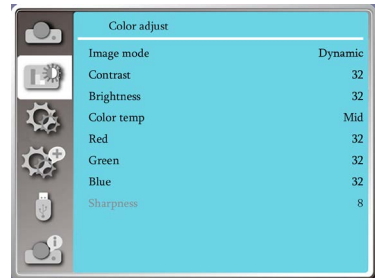 Color adjust
Image mode Dynamic
Contrast 32
Brightness 32
Color temp Mid
Red 32
Green 32
Blue 32
Sharpness 8